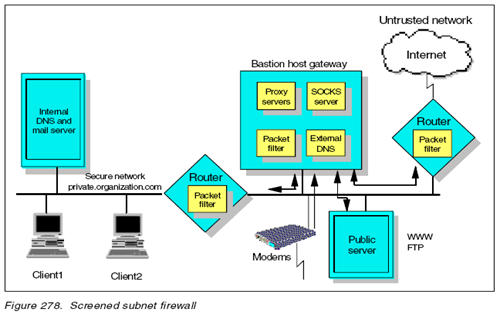 Untrusted network
Internet
Bastion host gateway
Proxy
servers
SOCKS
server
Packet
filter
External
DNS
Router
Packet
filter
Internal
DNS and
mail server
Secure network
private.organization.com
Router
Packet
filter
Client1
Client2
Modems
Public
server
WWW
FTP
Figure 278. Screened subnet firewall